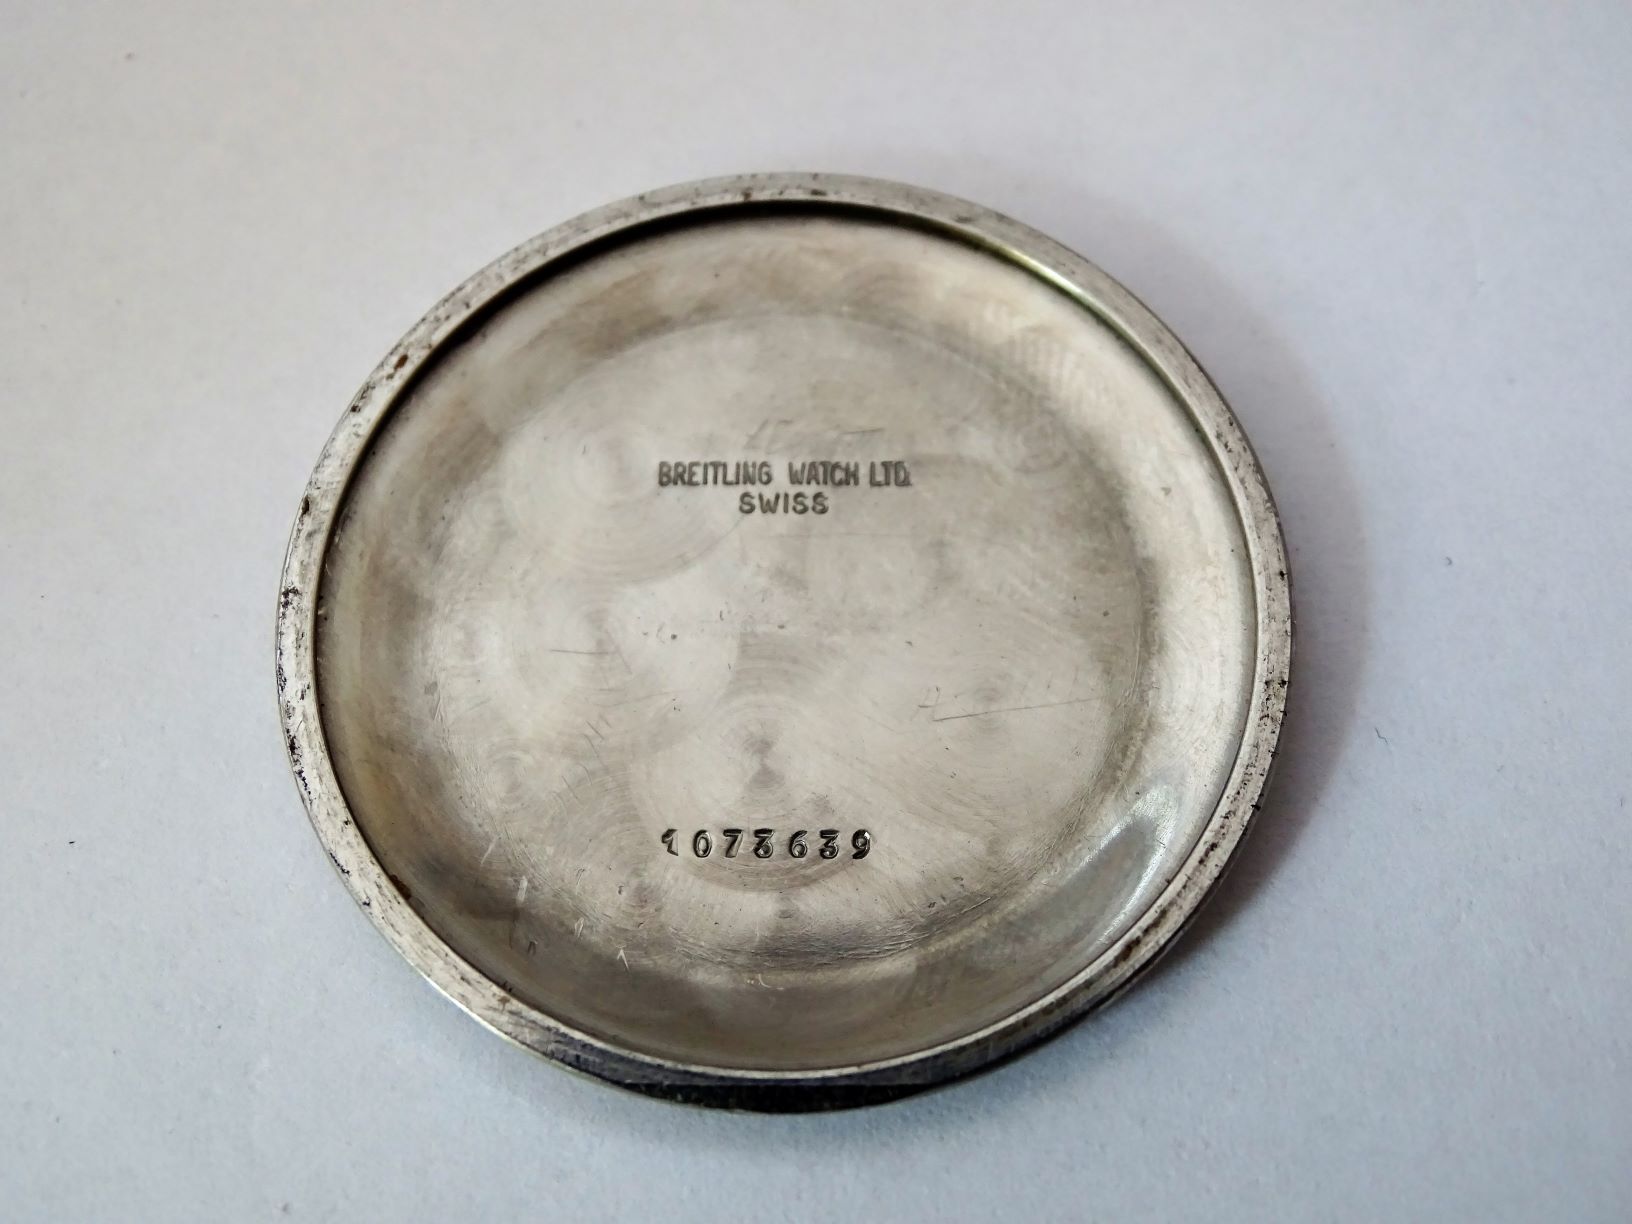 BREITLING WATCH LTD.
SWISS
1073639